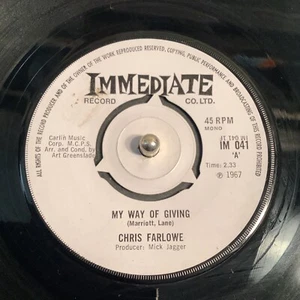 ALL RIGHTS OF THE RECORD PRODUCER AND OF THE OWNER OF THE WORK REPRODUCED RESERVED. UNAUTHORISED COPYING, PUBLIC PERFORMANCE AND BROADCASTING OF THIS RECORD PROHIBITED
IMMEDIATE
RECORD CO. LTD.
45 RPM
MONO
IM 041
'A'
Time: 2.33
℗ 1967
Carlin Music
Corp. M.C.P.S.
Arr. and Cond. by
Art Greenslade
MY WAY OF GIVING
(Marriott, Lane)
CHRIS FARLOWE
Producer: Mick Jagger